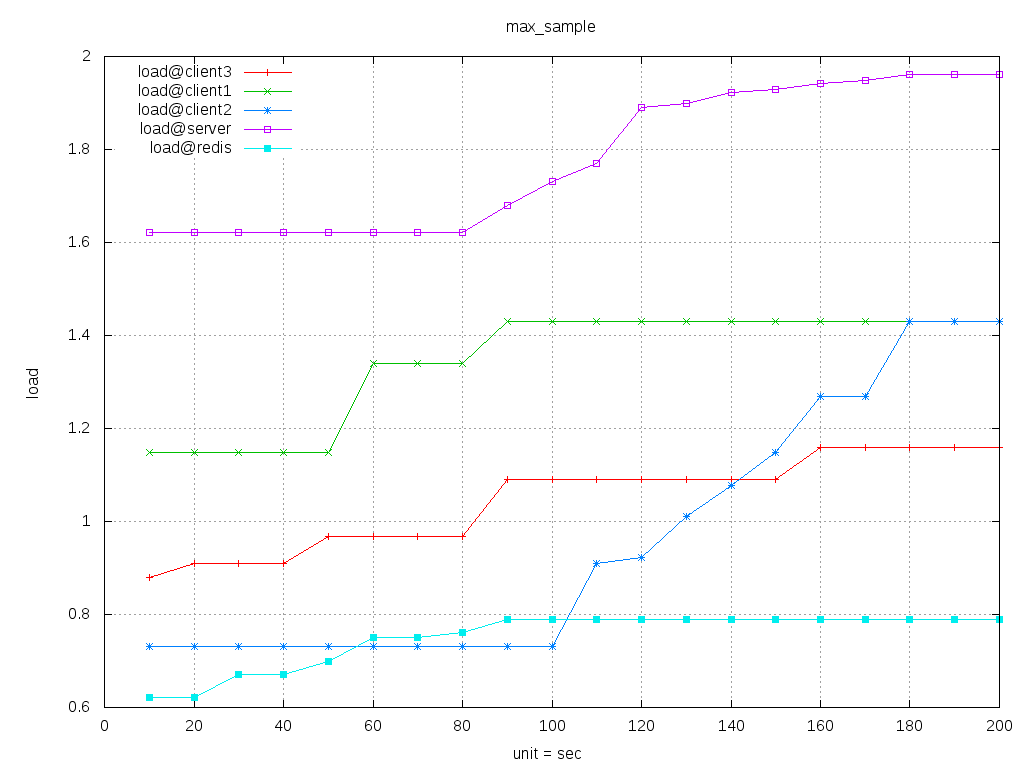 max_sample
load@client3
load@client1
load@client2
load@server
load@redis
2
1.8
1.6
1.4
1.2
1
0.8
0.6
load
0 20 40 60 80 100 120 140 160 180 200
unit = sec